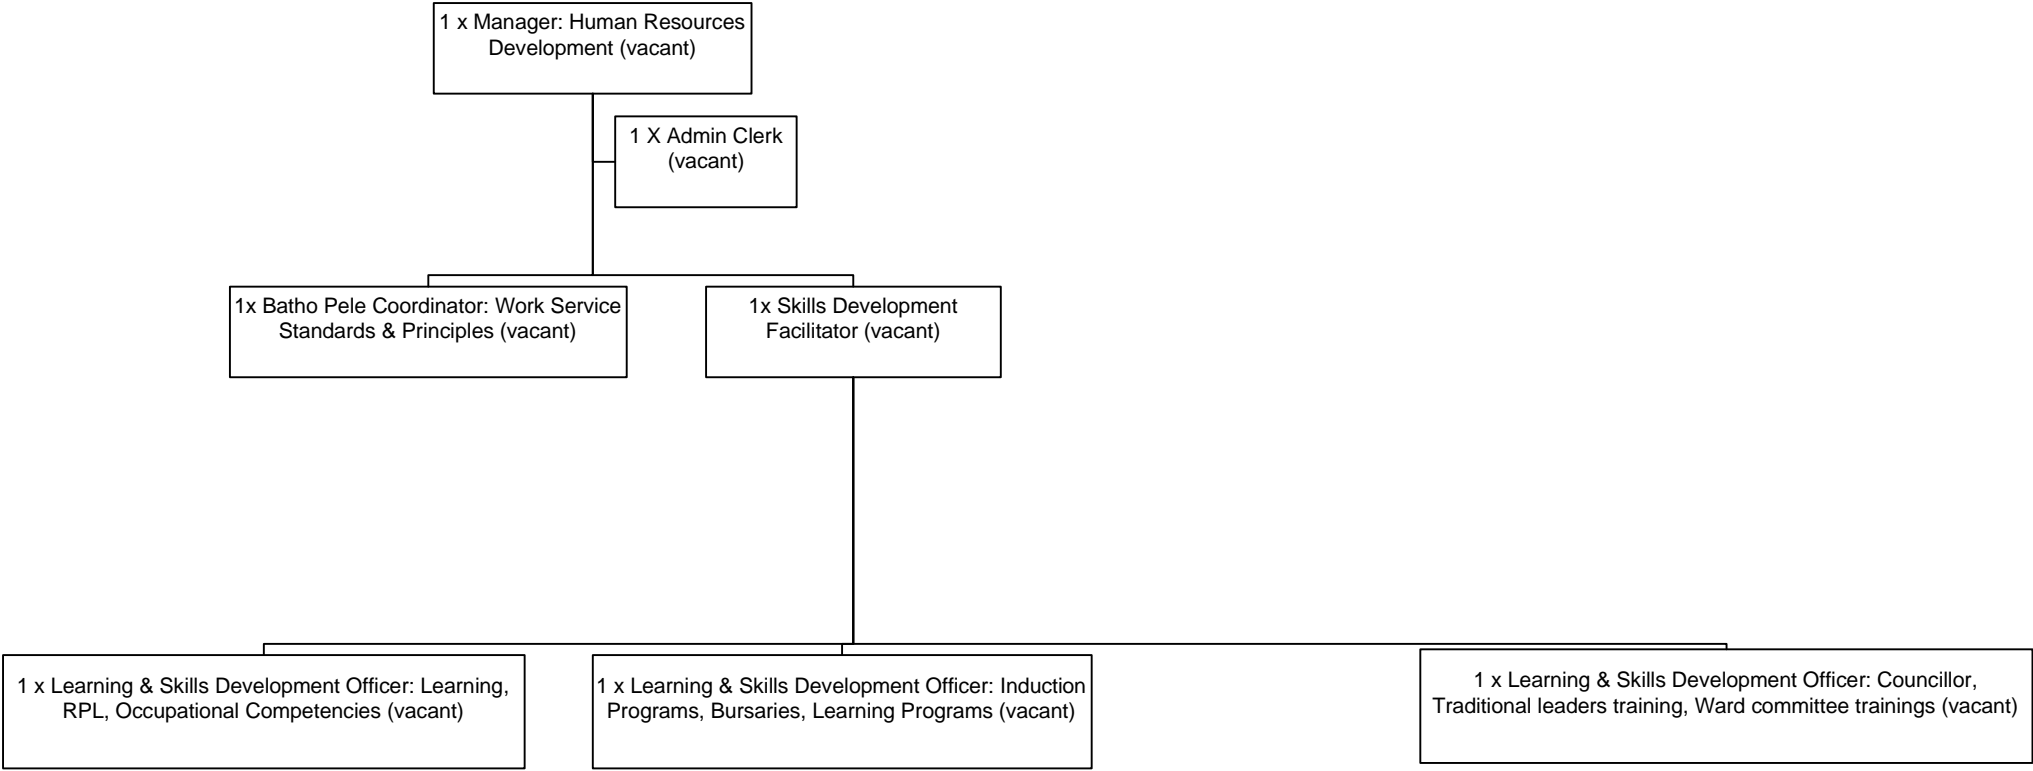 1 x Manager: Human Resources
Development (vacant)
1 X Admin Clerk
(vacant)
1x Batho Pele Coordinator: Work Service
Standards & Principles (vacant)
1x Skills Development
Facilitator (vacant)
1 x Learning & Skills Development Officer: Learning,
RPL, Occupational Competencies (vacant)
1 x Learning & Skills Development Officer: Induction
Programs, Bursaries, Learning Programs (vacant)
1 x Learning & Skills Development Officer: Councillor,
Traditional leaders training, Ward committee trainings (vacant)